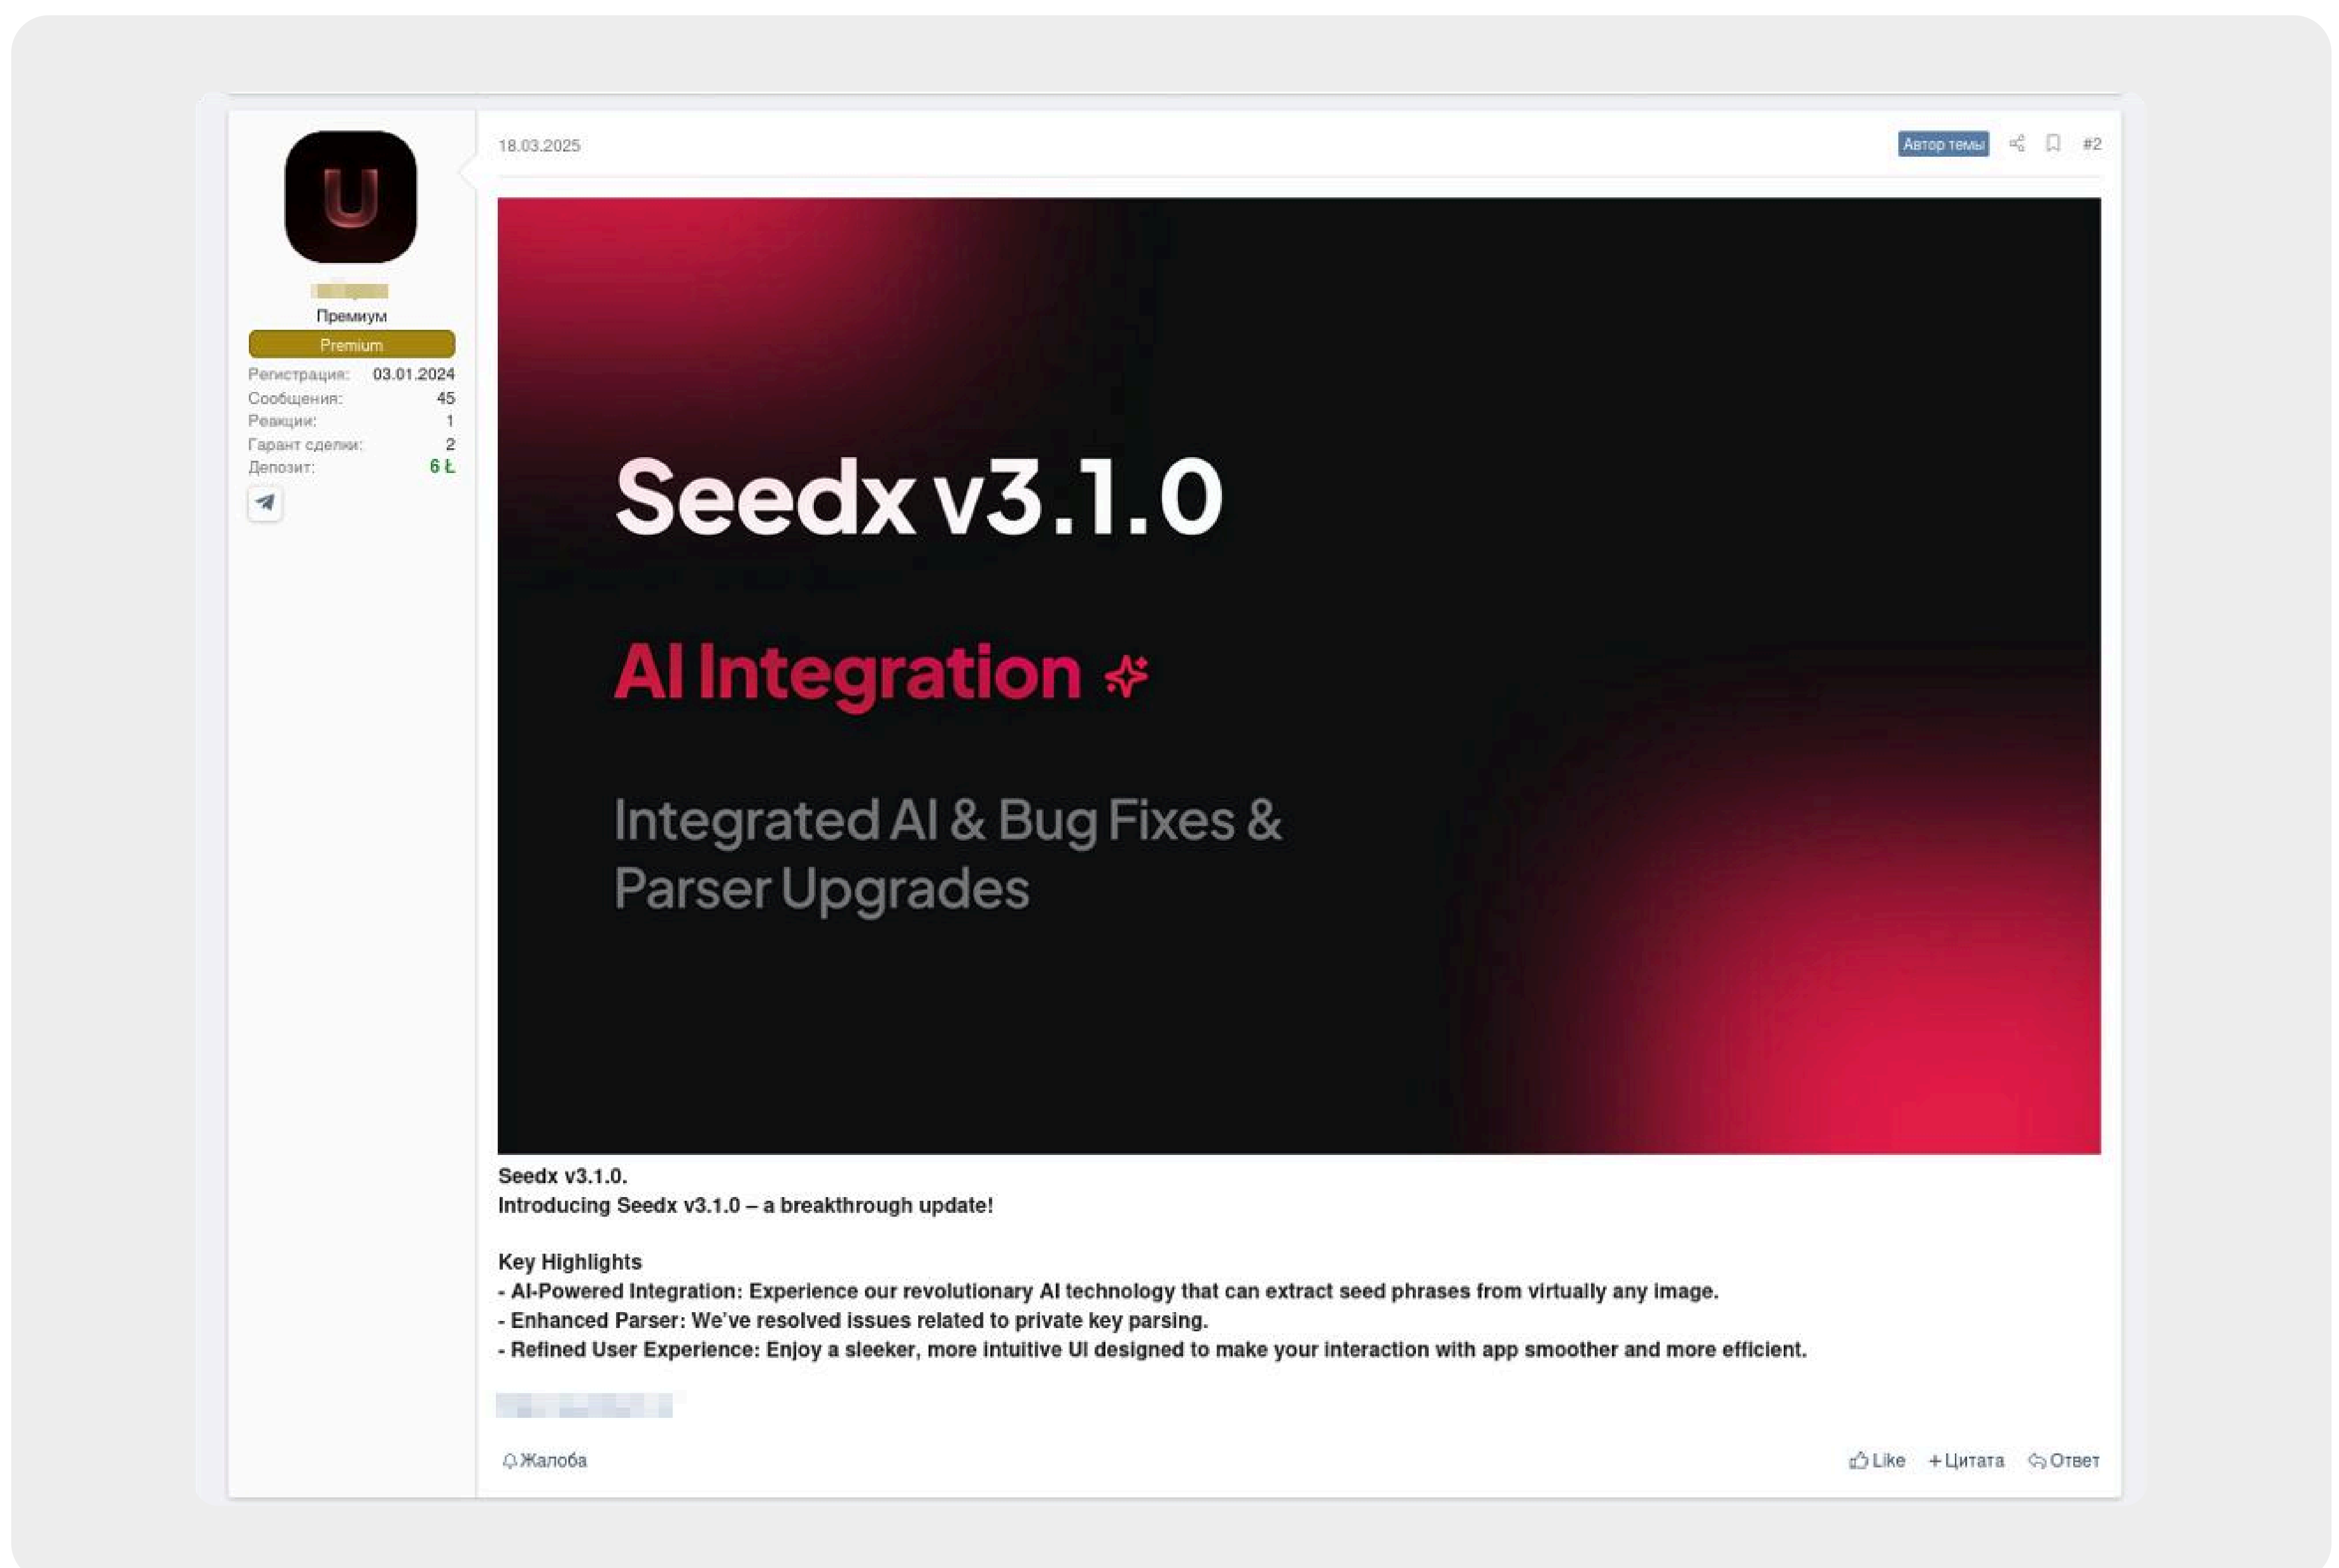 U
Премиум
Premium
Регистрация: 03.01.2024
Сообщения: 45
Реакции: 1
Гарант сделки: 2
Депозит: 6 Ł
18.03.2025
Автор темы #2
Seedx v3.1.0
AI Integration
Integrated AI & Bug Fixes &
Parser Upgrades
Seedx v3.1.0.
Introducing Seedx v3.1.0 – a breakthrough update!
Key Highlights
- AI-Powered Integration: Experience our revolutionary AI technology that can extract seed phrases from virtually any image.
- Enhanced Parser: We've resolved issues related to private key parsing.
- Refined User Experience: Enjoy a sleeker, more intuitive UI designed to make your interaction with app smoother and more efficient.
Жалоба
Like +Цитата Ответ